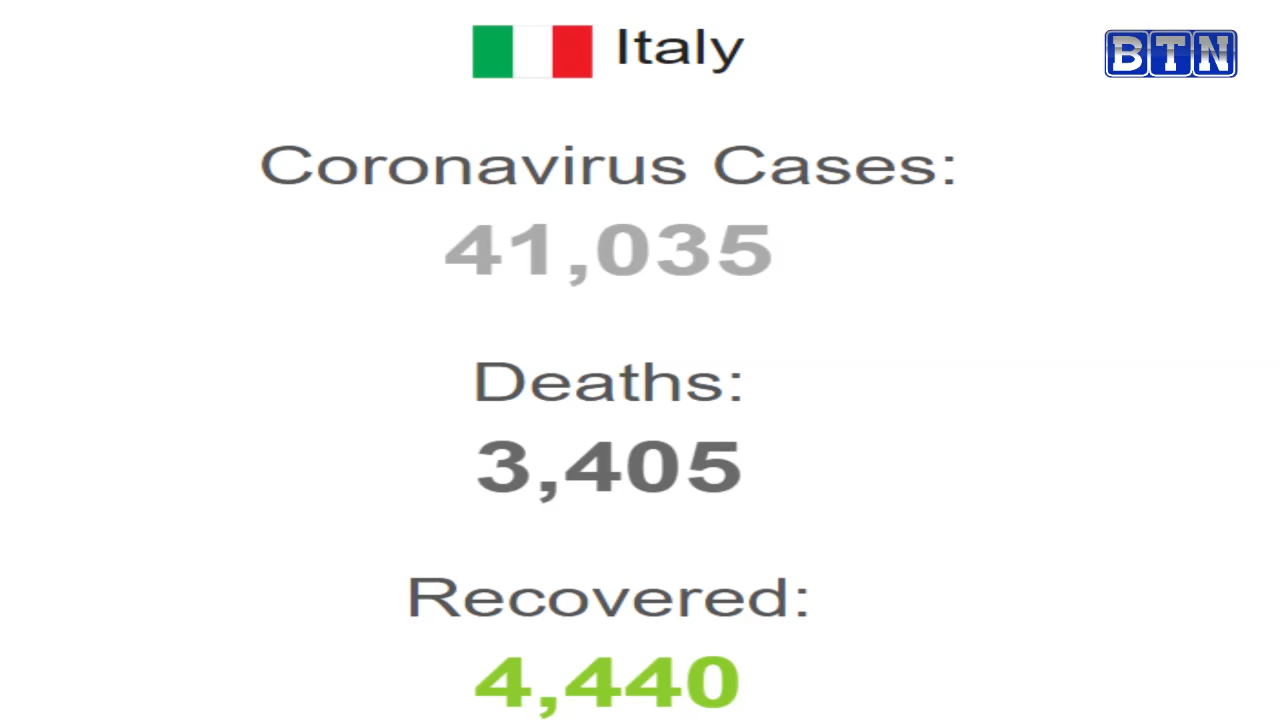 Italy
BTN
Coronavirus Cases:
41,035
Deaths:
3,405
Recovered:
4,440